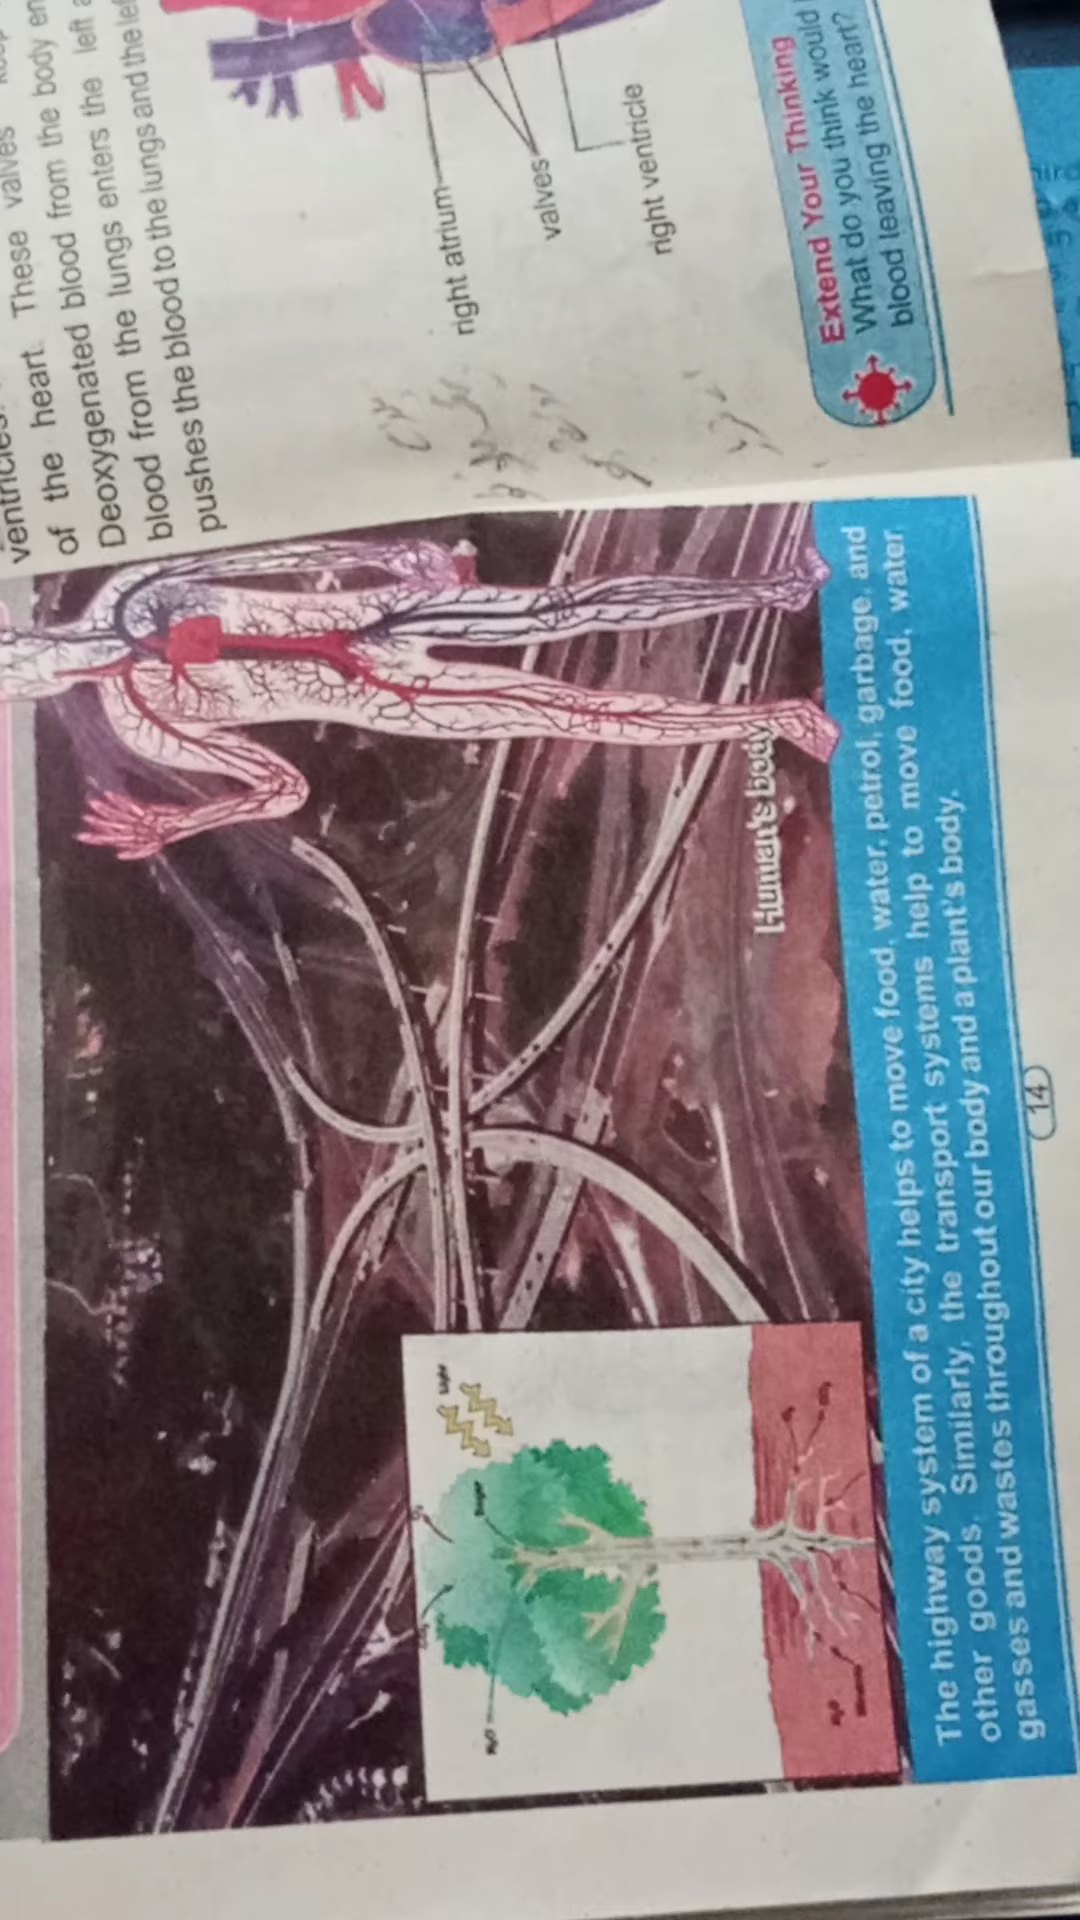 ventricles.
of the heart. These valves
Deoxygenated blood from the body en
blood from the lungs enters the left a
pushes the blood to the lungs and the lef
right atrium
valves
right ventricle
Extend Your Thinking
What do you think would
blood leaving the heart?
Human's body
Light
Sugar
H₂O
The highway system of a city helps to move food, water, petrol, garbage, and
other goods. Similarly, the transport systems help to move food, water,
gasses and wastes throughout our body and a plant's body.
14